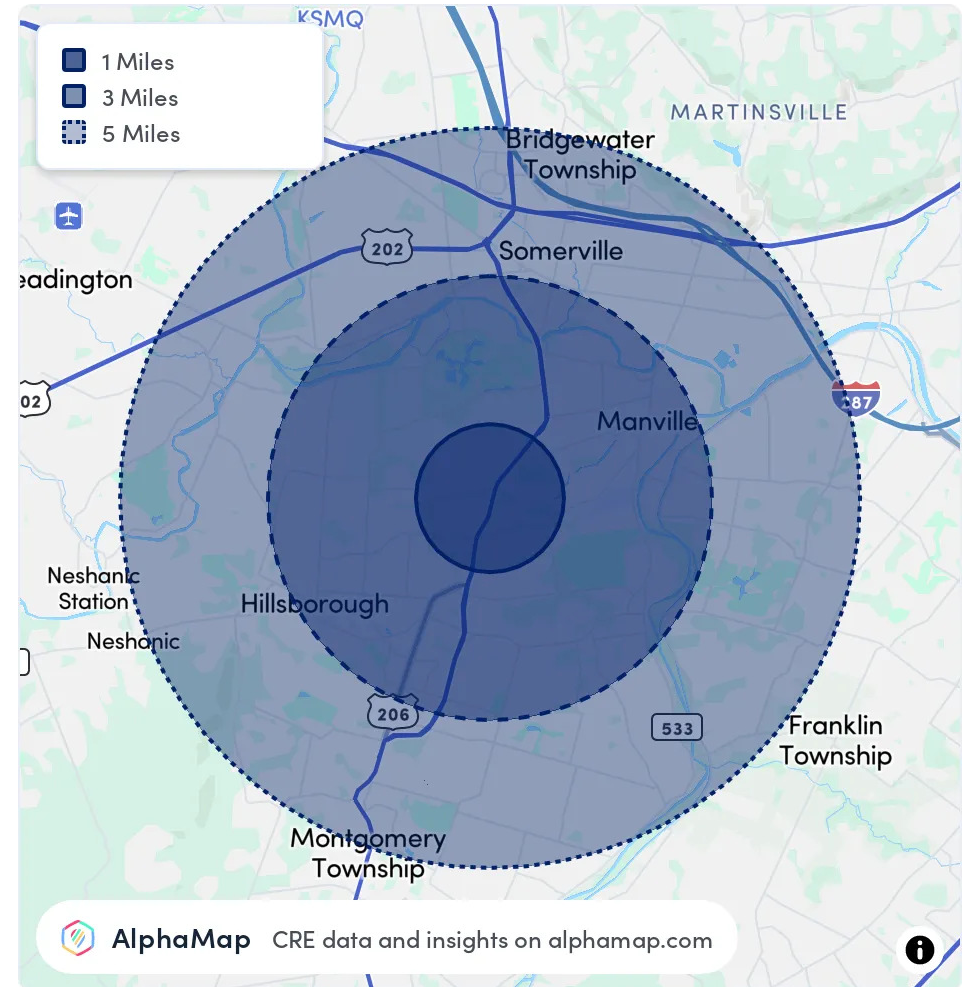 KSMQ
1 Miles
3 Miles
5 Miles
MARTINSVILLE
Bridgewater
Township
202
Somerville
eadington
02
287
Manville
Neshanic
Station
Hillsborough
Neshanic
206
533
Franklin
Township
Montgomery
Township
AlphaMap CRE data and insights on alphamap.com